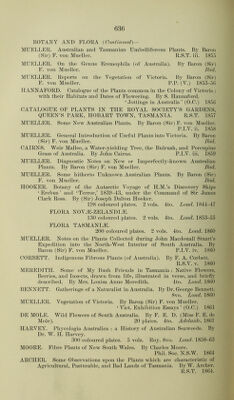 636
BOTANY AND FLORA (Continued)—
MUELLER. Australian and Tasmanian Umbelliferous Plants. By Baron
(Sir) F. von Mueller. R.S.T. iii. 1855
MUELLER. On the Genus Eremophila (of Australia). By Baron (Sir)
F. von Mueller. Ibid.
MUELLER. Reports on the Vegetation of Victoria. By Baron (Sir)
F. von Mueller. P.P. (V.) 1853-56
HANNAFORD. Catalogue of the Plants common in the Colony of Victoria;
with their Habitats and Dates of Flowering. By S. Hannaford.
'Jottings in Australia' (O.C.) 1856
CATALOGUE OF PLANTS IN THE ROYAL SOCIETY'S GARDENS,
QUEEN'S PARK, HOBART TOWN, TASMANIA. R.S.T. 1857
MUELLER. Some New Australian Plants. By Baron (Sir) F. von Mueller.
P.I.V. ii. 1858
MUELLER. General Introduction of Useful Plants into Victoria. By Baron
(Sir) F. von Mueller. Ibid.
CAIRNS. Weir Mallee, a Water-yielding Tree, the Bulrush, and Porcupine
Grass of Australia. By John Cairns. P.I.V. iii. 1859
MUELLER. Diagnostic Notes on New or Imperfectly-known Australian
Plants. By Baron (Sir) F. von Mueller. Ibid.
MUELLER. Some hitherto Unknown Australian Plants. By Baron (Sir)
F. von Mueller. Ibid.
HOOKER. Botany of the Antarctic Voyage of H.M.'s Discovery Ships
'Erebus' and 'Terror,' 1839-43, under the Command of Sir James
Clark Ross. By (Sir) Joseph Dalton Hooker.
198 coloured plates. 2 vols. 4to. Lond. 1844-47
FLORA NOVÆ-ZELANDIÆ.
130 coloured plates. 2 vols. 4to. Lond. 1853-55
FLORA TASMANIÆ.
200 coloured plates. 2 vols. 4to. Lond. 1860
MUELLER. Notes on the Plants Collected during John Macdouall Stuart's
Expedition into the North-West Interior of South Australia. By
Baron (Sir) F. von Mueller. P.I.V. iv. 1860
CORBETT. Indigenous Fibrous Plants (of Australia). By F. A. Corbett.
R.S.V. v. 1860
MEREDITH. Some of My Bush Friends in Tasmania: Native Flowers,
Berries, and Insects, drawn from life, illustrated in verse, and briefly
described. By Mrs. Louisa Anne Meredith. 4to. Lond. 1860
BENNETT. Gatherings of a Naturalist in Australia. By Dr. George Bennett.
8vo. Lond. 1860
MUELLER. Vegetation of Victoria. By Baron (Sir) F. von Mueller.
'Vict. Exhibition Essays' (O.C.) 1861
DE MOLE. Wild Flowers of South Australia. By F. E. D. (Miss F. E. de
Mole). 20 plates. 4to. Adelaide, 1861
HARVEY. Phycologia Australica: a History of Australian Seaweeds. By
Dr. W. H. Harvey.
300 coloured plates. 5 vols. Roy. 8vo. Lond. 1858-63
MOORE. Fibre Plants of New South Wales. By Charles Moore.
Phil. Soc. N.S.W. 1864
ARCHER. Some Observations upon the Plants which are characteristic of
Agricultural, Pasturable, and Bad Lands of Tasmania. By W. Archer.
R.S.T. 1864.